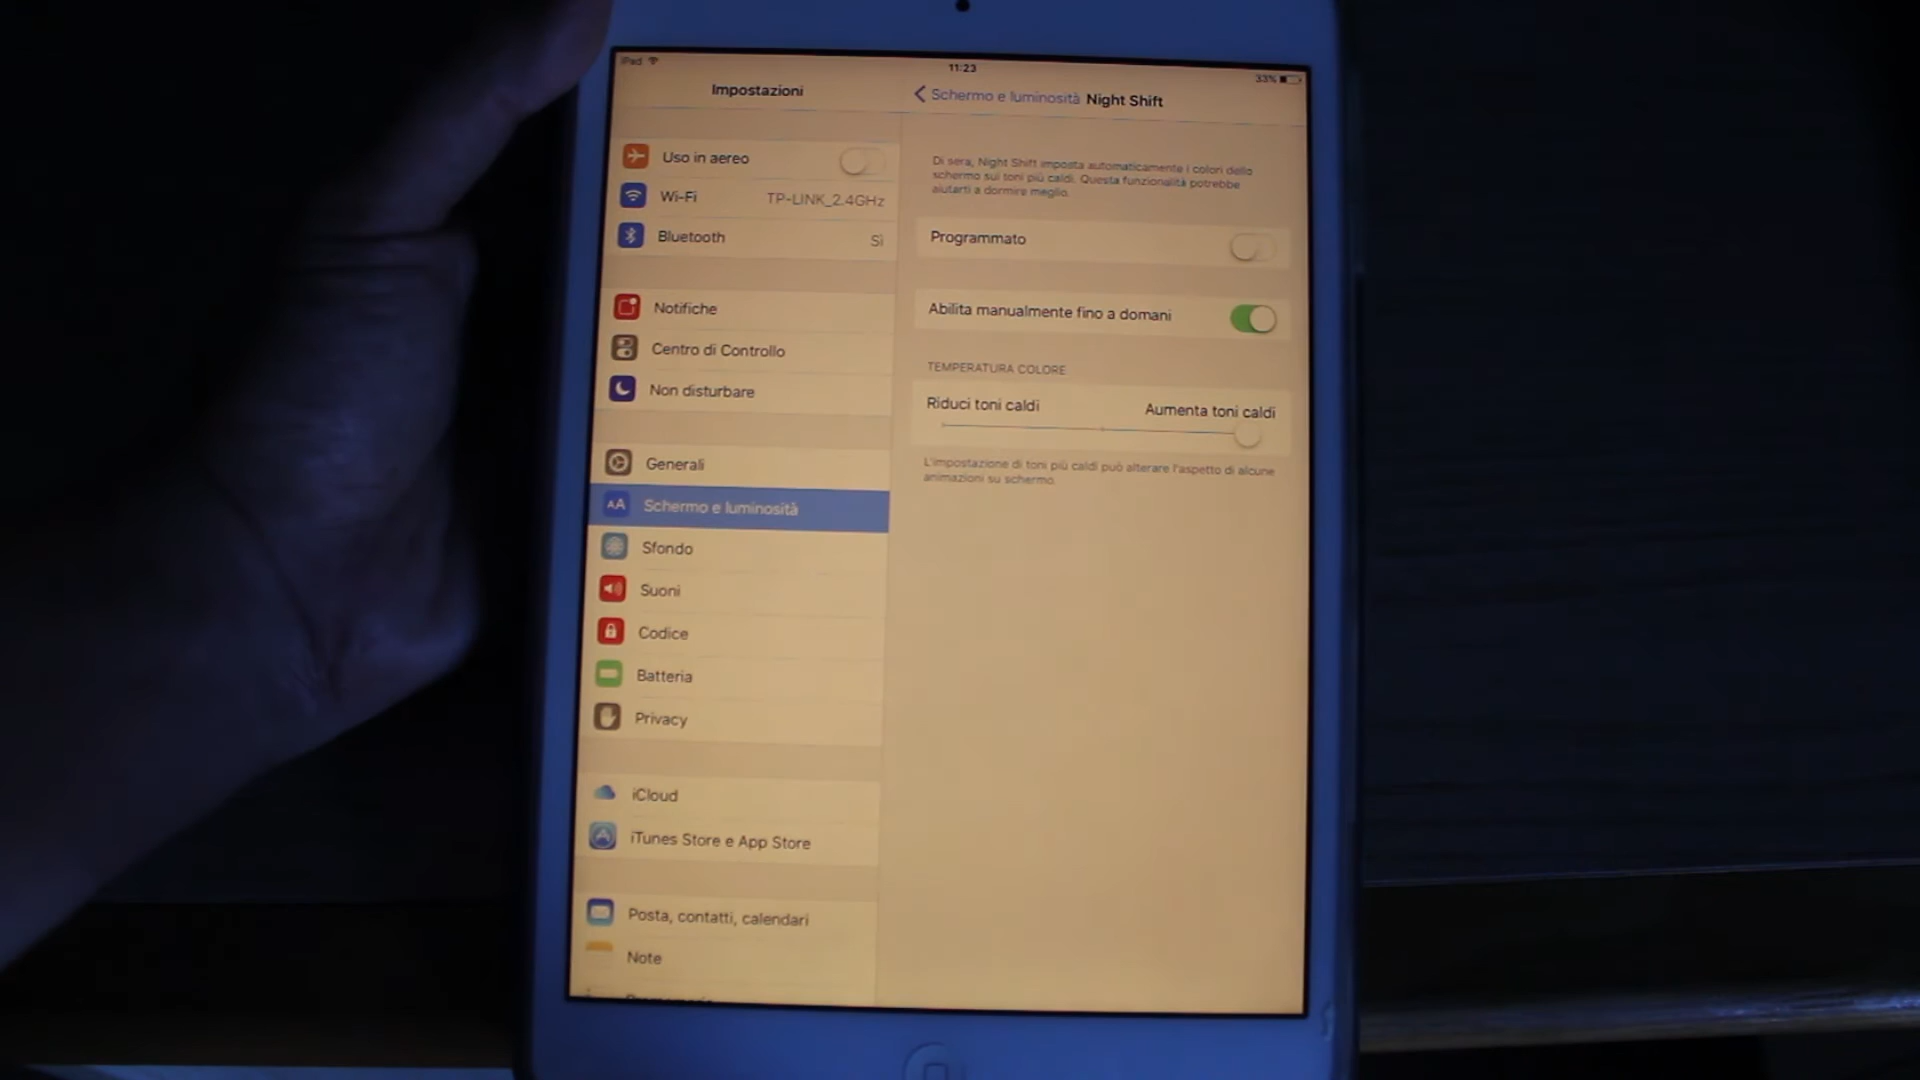 iPad
11:23
33%
Impostazioni
Schermo e luminosità Night Shift
Uso in aereo
Wi-Fi TP-LINK_2.4GHz
Bluetooth Sì
Notifiche
Centro di Controllo
Non disturbare
Generali
AA Schermo e luminosità
Sfondo
Suoni
Codice
Batteria
Privacy
iCloud
iTunes Store e App Store
Posta, contatti, calendari
Note
Di sera, Night Shift imposta automaticamente i colori dello
schermo sui toni più caldi. Questa funzionalità potrebbe
aiutarti a dormire meglio.
Programmato
Abilita manualmente fino a domani
TEMPERATURA COLORE
Riduci toni caldi Aumenta toni caldi
L'impostazione di toni più caldi può alterare l'aspetto di alcune
animazioni su schermo.